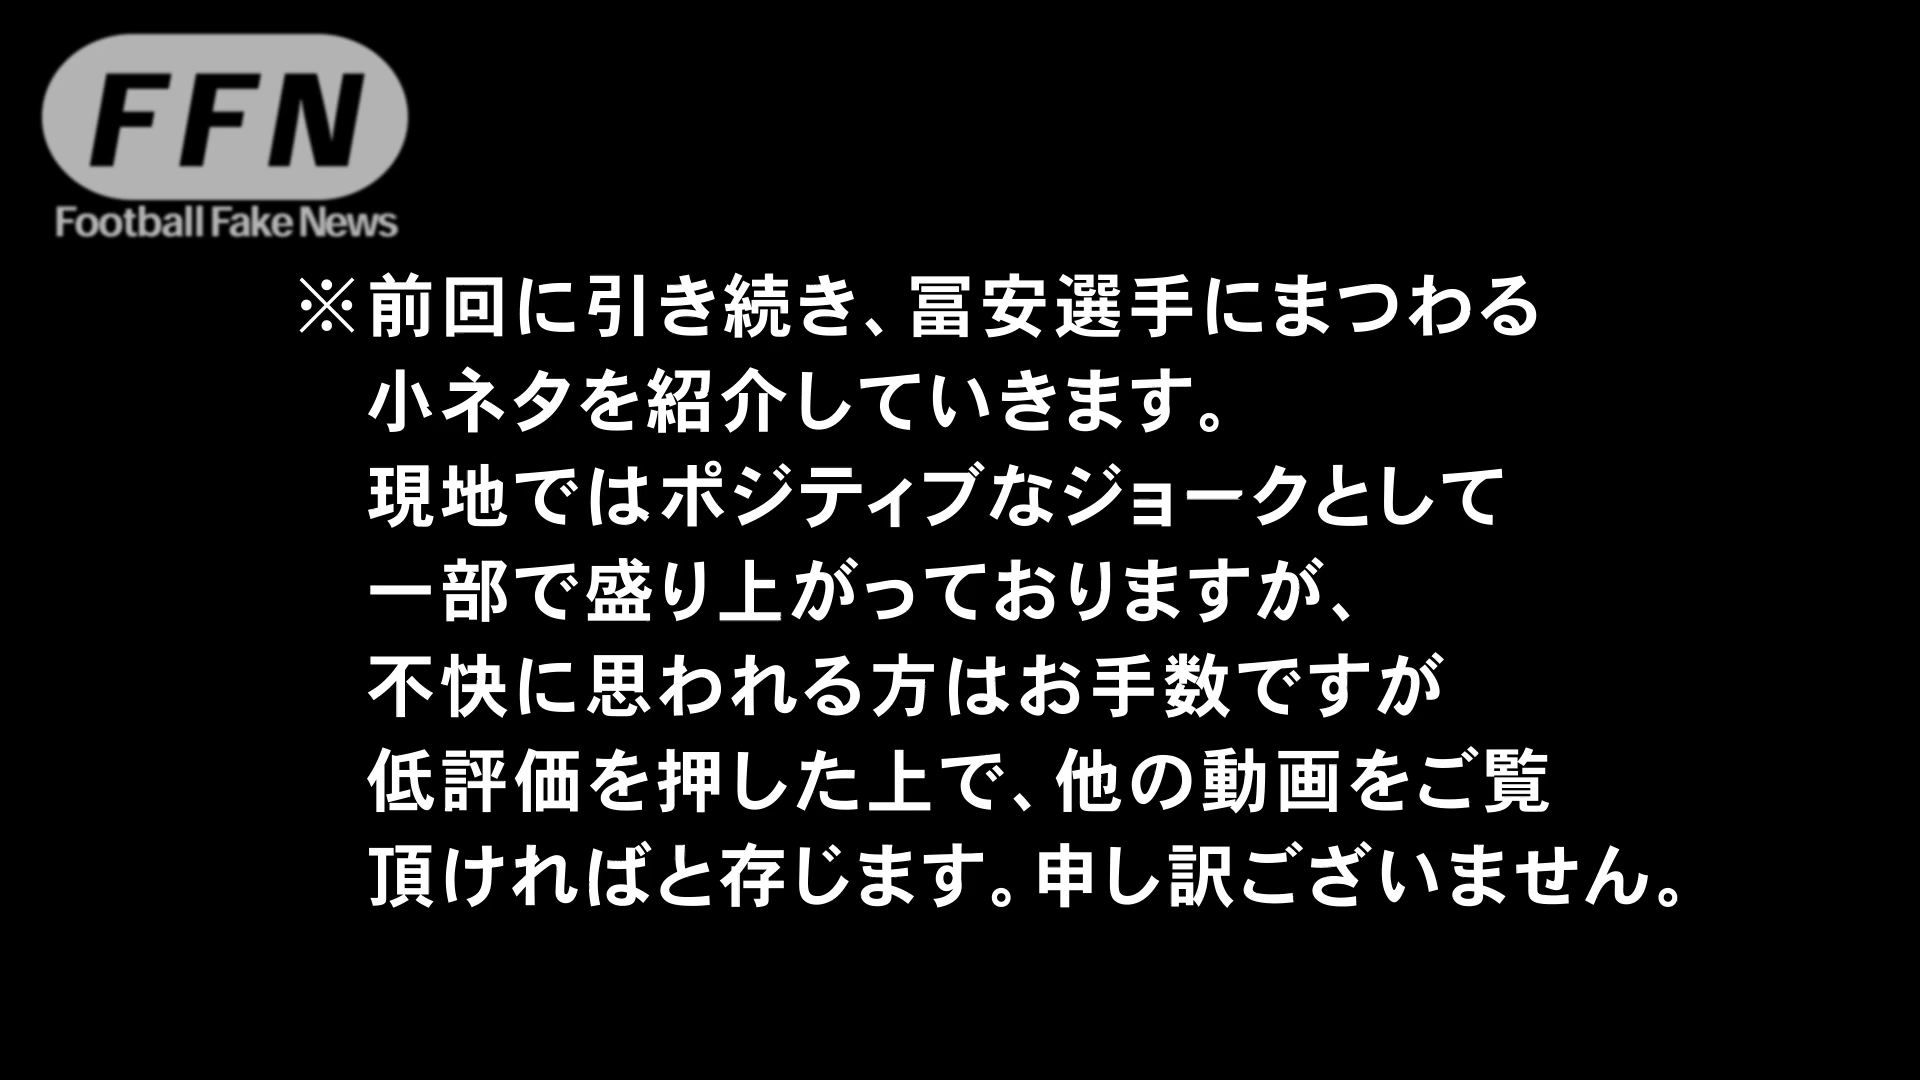 FFN
Football Fake News
※前回に引き続き、冨安選手にまつわる
小ネタを紹介していきます。
現地ではポジティブなジョークとして
一部で盛り上がっておりますが、
不快に思われる方はお手数ですが
低評価を押した上で、他の動画をご覧
頂ければと存じます。申し訳ございません。